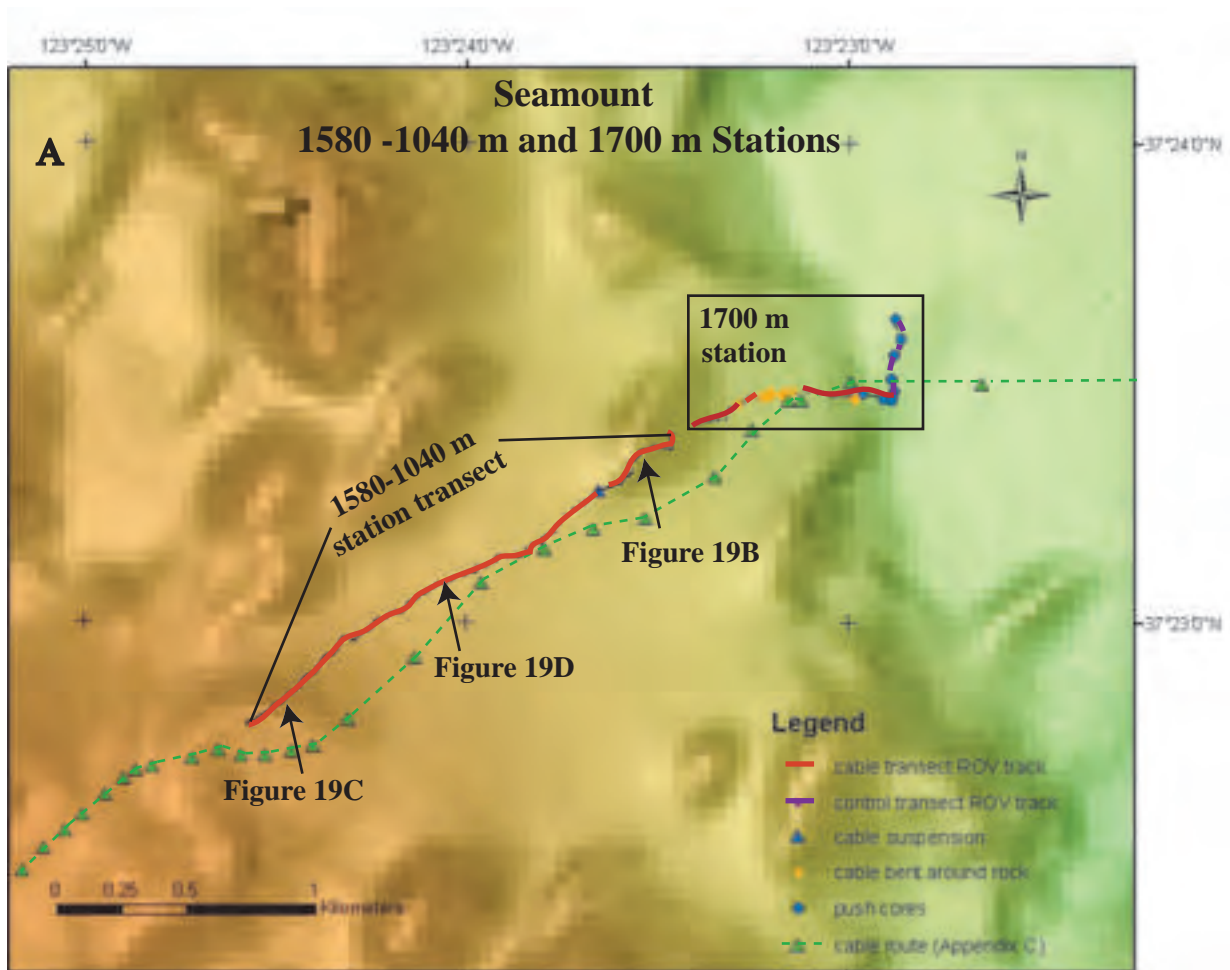 123°25'0"W 123°24'0"W 123°23'0"W
Seamount
1580 -1040 m and 1700 m Stations
A
37°24'0"N
N
1700 m
station
1580-1040 m
station transect
Figure 19B
37°23'0"N
Figure 19D
Figure 19C
Legend
cable transect ROV track
control transect ROV track
cable suspension
cable bent around rock
push cores
cable route (Appendix C)
0 0.25 0.5 1
Kilometers